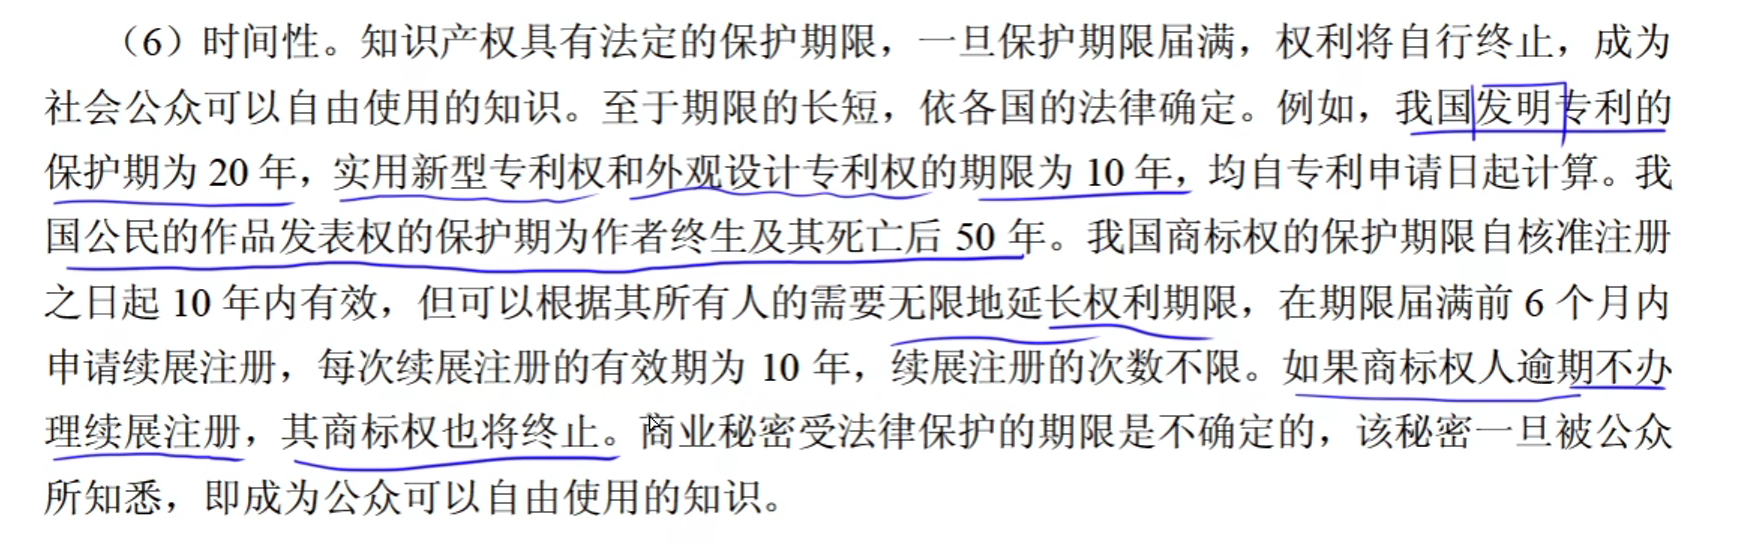 （6）时间性。知识产权具有法定的保护期限，一旦保护期限届满，权利将自行终止，成为
社会公众可以自由使用的知识。至于期限的长短，依各国的法律确定。例如，我国发明专利的
保护期为 20 年，实用新型专利权和外观设计专利权的期限为 10 年，均自专利申请日起计算。我
国公民的作品发表权的保护期为作者终生及其死亡后 50 年。我国商标权的保护期限自核准注册
之日起 10 年内有效，但可以根据其所有人的需要无限地延长权利期限，在期限届满前 6 个月内
申请续展注册，每次续展注册的有效期为 10 年，续展注册的次数不限。如果商标权人逾期不办
理续展注册，其商标权也将终止。商业秘密受法律保护的期限是不确定的，该秘密一旦被公众
所知悉，即成为公众可以自由使用的知识。